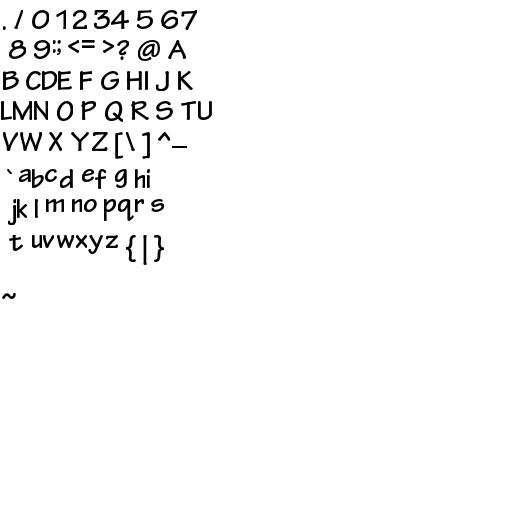 . / 0 1 2 3 4 5 6 7
8 9 : ; < = > ? @ A
B C D E F G H I J K
L M N O P Q R S T U
V W X Y Z [ \ ] ^ _
` a b c d e f g h i
j k l m n o p q r s
t u v w x y z { | }
~